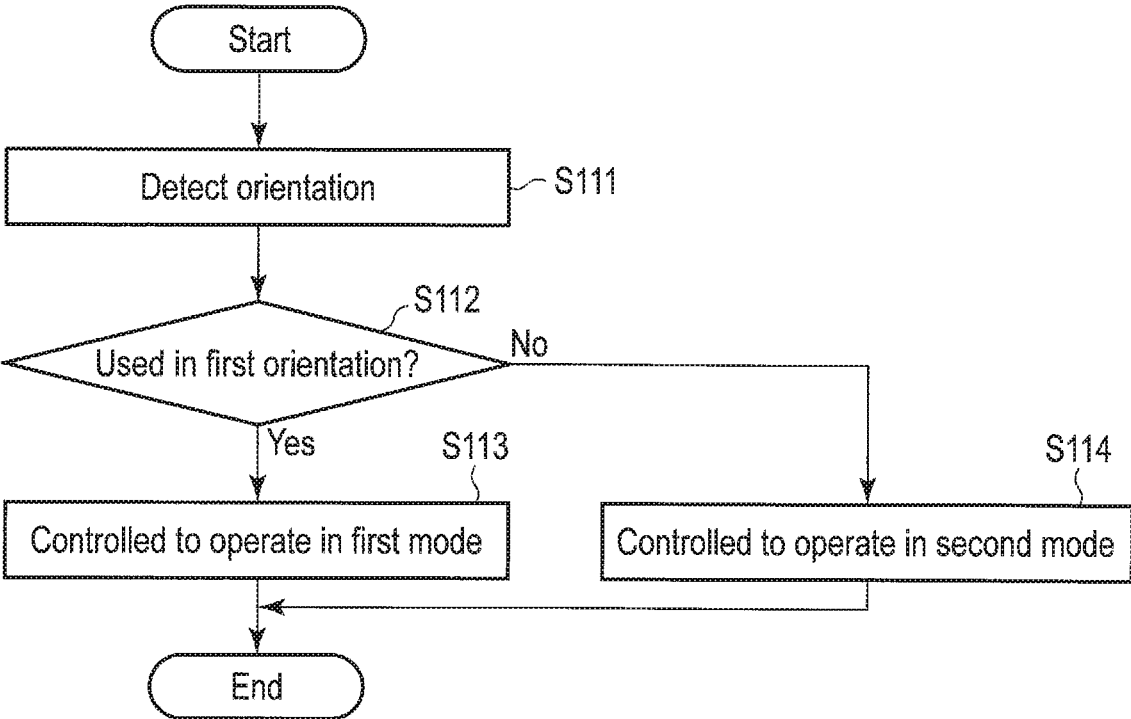 Start
Detect orientation
S111
S112
Used in first orientation?
No
Yes
S113
S114
Controlled to operate in first mode
Controlled to operate in second mode
End